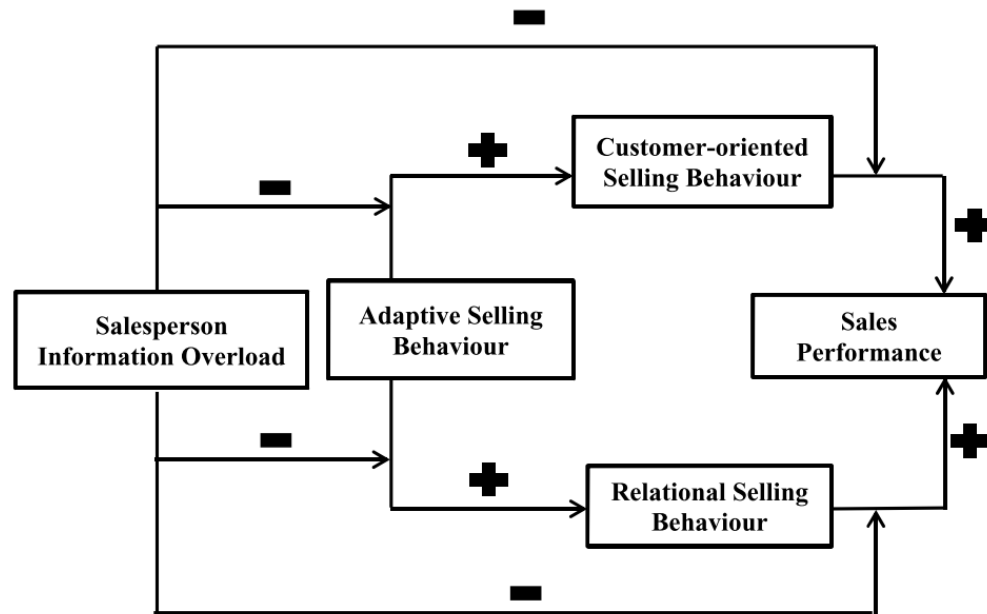 Customer-oriented
Selling Behaviour
Salesperson
Information Overload
Adaptive Selling
Behaviour
Sales
Performance
Relational Selling
Behaviour